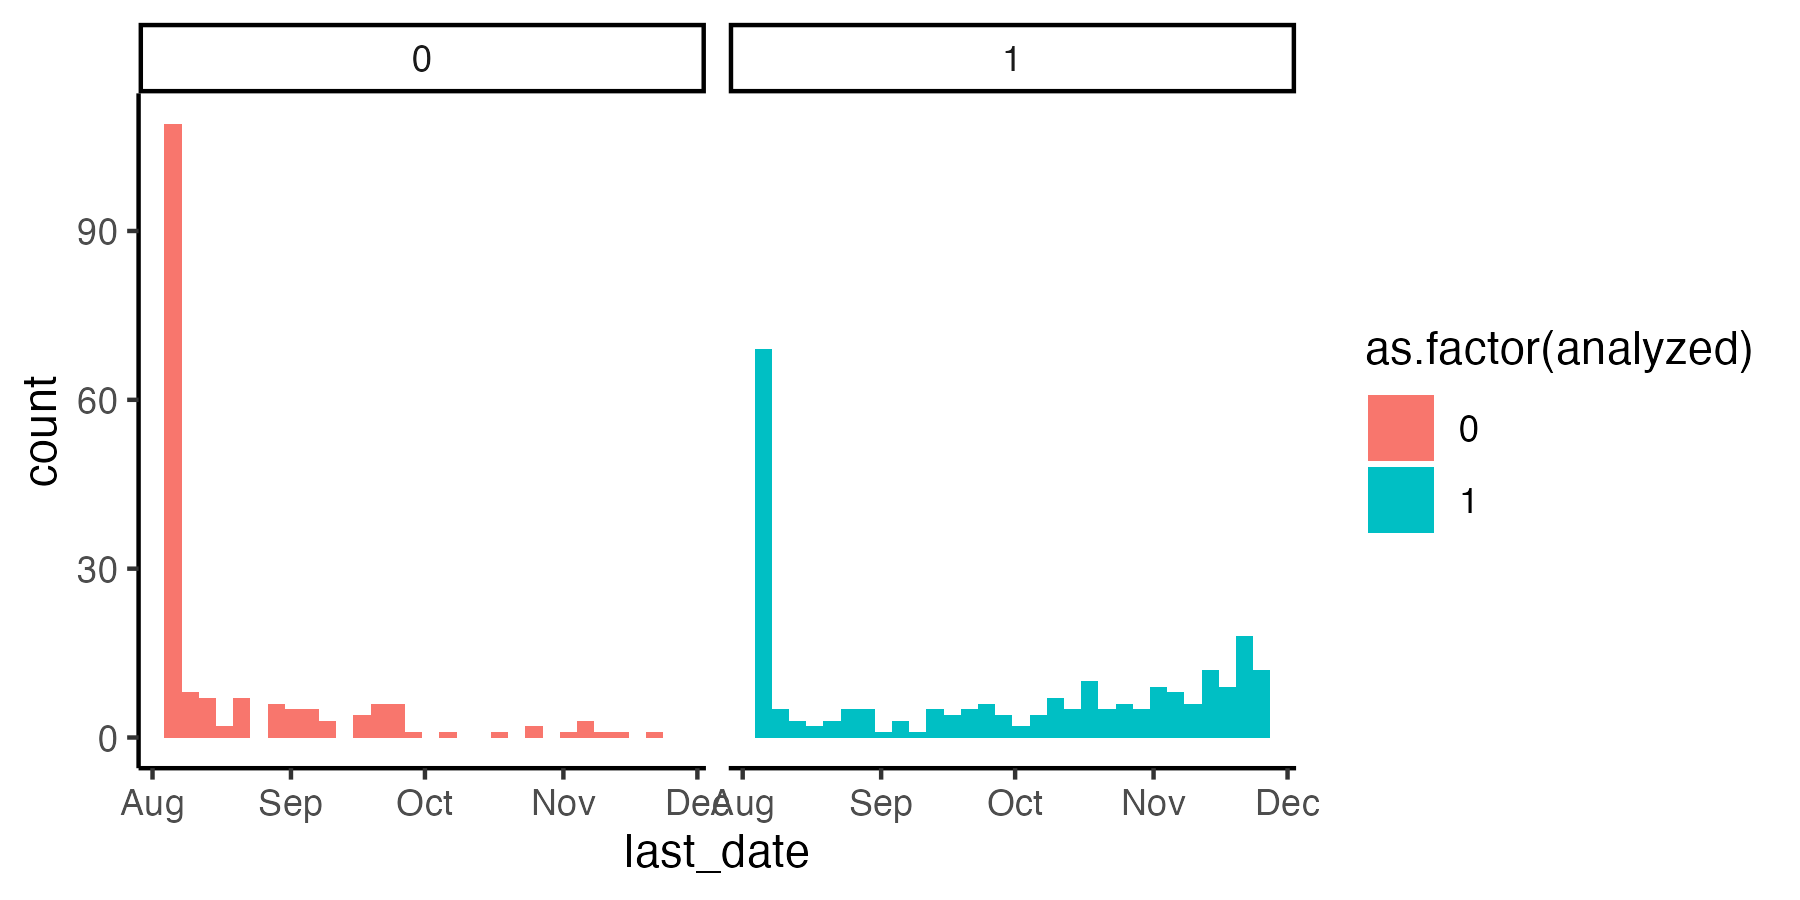 0
1
90
60
30
0
count
Aug Sep Oct Nov Dec
Aug Sep Oct Nov Dec
last_date
as.factor(analyzed)
0
1